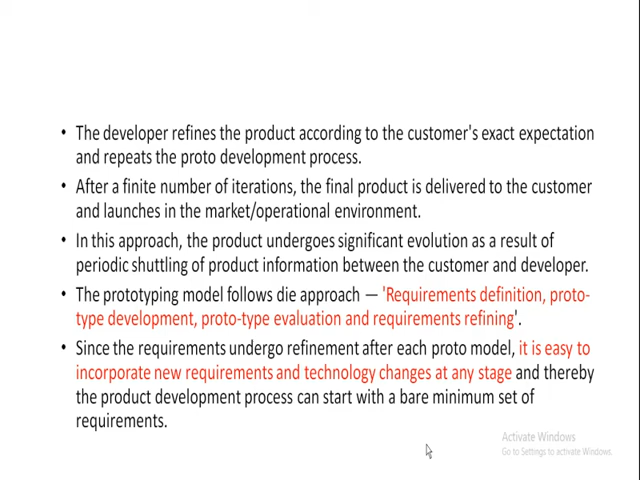 • The developer refines the product according to the customer's exact expectation
and repeats the proto development process.
• After a finite number of iterations, the final product is delivered to the customer
and launches in the market/operational environment.
• In this approach, the product undergoes significant evolution as a result of
periodic shuttling of product information between the customer and developer.
• The prototyping model follows die approach — 'Requirements definition, proto-
type development, proto-type evaluation and requirements refining'.
• Since the requirements undergo refinement after each proto model, it is easy to
incorporate new requirements and technology changes at any stage and thereby
the product development process can start with a bare minimum set of
requirements.
Activate Windows
Go to Settings to activate Windows.